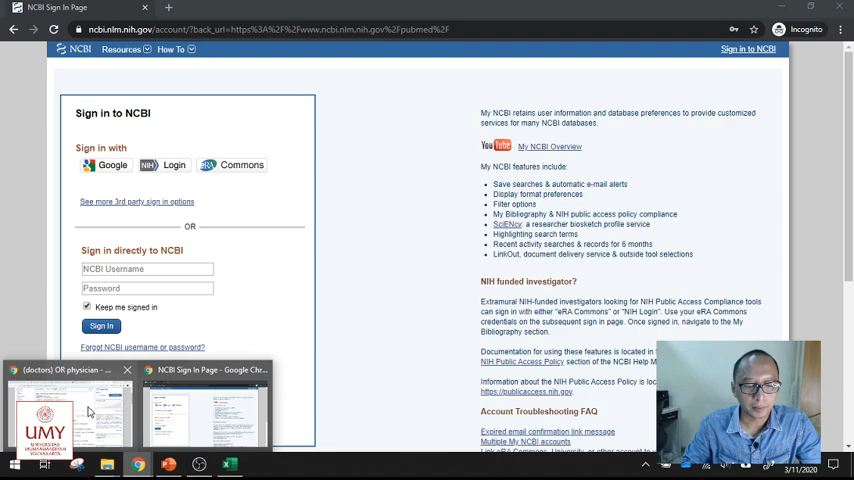 NCBI Sign In Page
ncbi.nlm.nih.gov/account/?back_url=https%3A%2F%2Fwww.ncbi.nlm.nih.gov%2Fpubmed%2F
Incognito
NCBI Resources How To
Sign in to NCBI
Sign in to NCBI
Sign in with
Google NIH Login eRA Commons
See more 3rd party sign in options
OR
Sign in directly to NCBI
NCBI Username
Password
Keep me signed in
Sign In
Forgot NCBI username or password?
My NCBI retains user information and database preferences to provide customized
services for many NCBI databases.
You Tube My NCBI Overview
My NCBI features include:
Save searches & automatic e-mail alerts
Display format preferences
Filter options
My Bibliography & NIH public access policy compliance
SciENcv: a researcher biosketch profile service
Highlighting search terms
Recent activity searches & records for 6 months
LinkOut, document delivery service & outside tool selections
NIH funded investigator?
Extramural NIH-funded investigators looking for NIH Public Access Compliance tools
can sign in with either "eRA Commons" or "NIH Login". Use your eRA Commons
credentials on the subsequent sign in page. Once signed in, navigate to the My
Bibliography section.
Documentation for using these features is located in
NIH Public Access Policy section of the NCBI Help M
Information about the NIH Public Access Policy is loc
https://publicaccess.nih.gov.
Account Troubleshooting FAQ
Expired email confirmation link message
Multiple My NCBI accounts
(doctors) OR physician - ...
NCBI Sign In Page - Google Chr...
UMY
UNIVERSITAS
MUHAMMADIYAH
YOGYAKARTA
3/11/2020